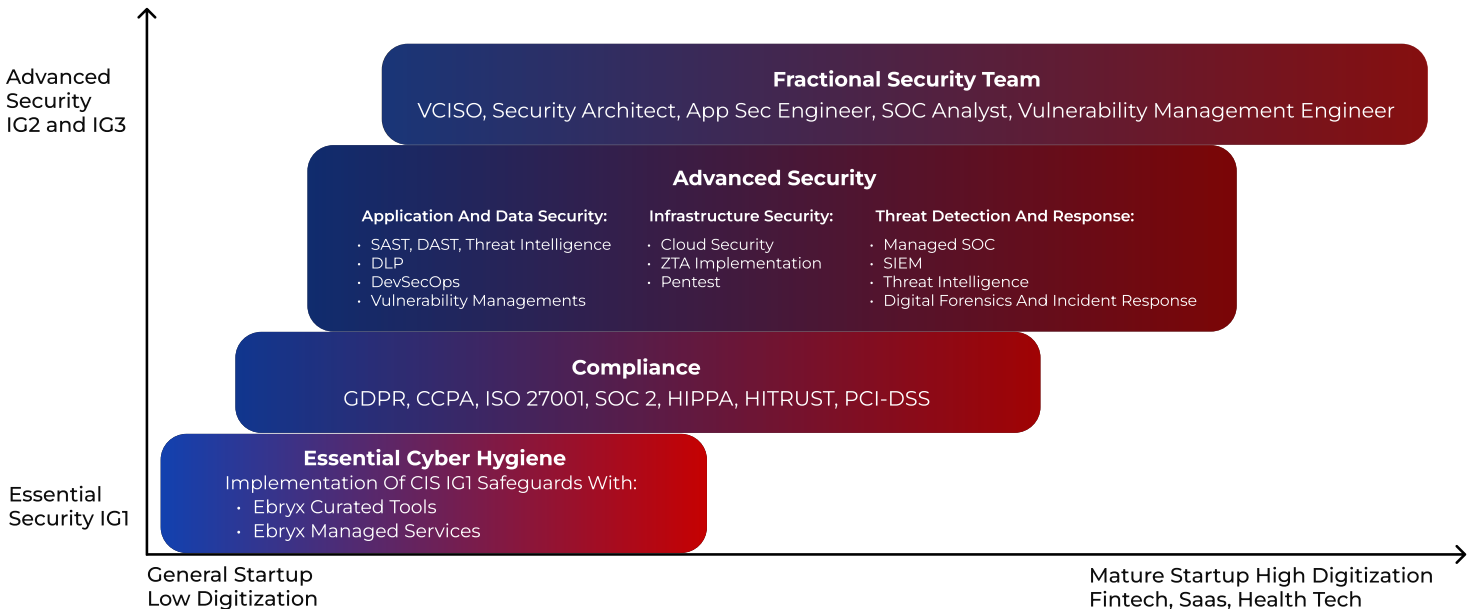 Advanced
Security
IG2 and IG3
Fractional Security Team
VCISO, Security Architect, App Sec Engineer, SOC Analyst, Vulnerability Management Engineer
Advanced Security
Application And Data Security:
• SAST, DAST, Threat Intelligence
• DLP
• DevSecOps
• Vulnerability Managements
Infrastructure Security:
• Cloud Security
• ZTA Implementation
• Pentest
Threat Detection And Response:
• Managed SOC
• SIEM
• Threat Intelligence
• Digital Forensics And Incident Response
Compliance
GDPR, CCPA, ISO 27001, SOC 2, HIPPA, HITRUST, PCI-DSS
Essential Cyber Hygiene
Implementation Of CIS IG1 Safeguards With:
• Ebryx Curated Tools
• Ebryx Managed Services
Essential
Security IG1
General Startup
Low Digitization
Mature Startup High Digitization
Fintech, Saas, Health Tech